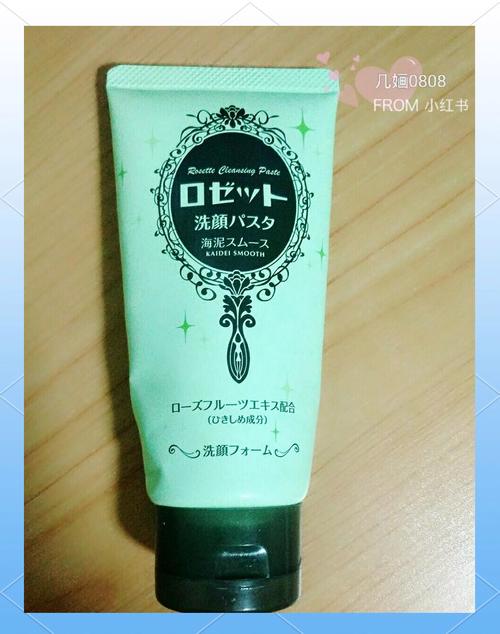 几婳0808
FROM 小红书
Rosette Cleansing Paste
ロゼット
洗顔パスタ
海泥スムース
KAIDEI SMOOTH
ローズフルーツエキス配合
(ひきしめ成分)
洗顔フォーム